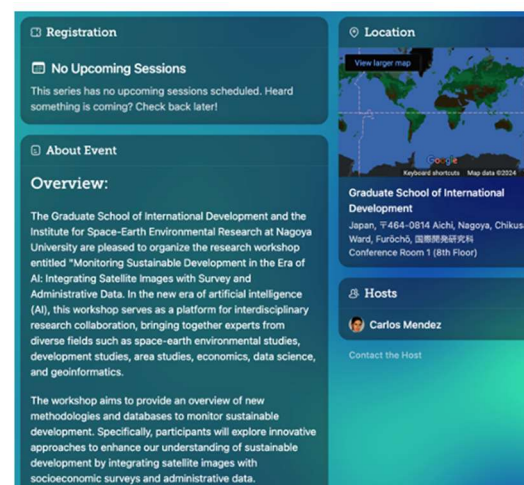 Registration
No Upcoming Sessions
This series has no upcoming sessions scheduled. Heard
something is coming? Check back later!
About Event
Overview:
The Graduate School of International Development and the
Institute for Space-Earth Environmental Research at Nagoya
University are pleased to organize the research workshop
entitled "Monitoring Sustainable Development in the Era of
AI: Integrating Satellite Images with Survey and
Administrative Data. In the new era of artificial intelligence
(AI), this workshop serves as a platform for interdisciplinary
research collaboration, bringing together experts from
diverse fields such as space-earth environmental studies,
development studies, area studies, economics, data science,
and geoinformatics.
The workshop aims to provide an overview of new
methodologies and databases to monitor sustainable
development. Specifically, participants will explore innovative
approaches to enhance our understanding of sustainable
development by integrating satellite images with
socioeconomic surveys and administrative data.
Location
View larger map
Google
Keyboard shortcuts Map data ©2024
Graduate School of International
Development
Japan, 〒464-0814 Aichi, Nagoya, Chikus
Ward, Furōchō, 国際開発研究科
Conference Room 1 (8th Floor)
Hosts
Carlos Mendez
Contact the Host